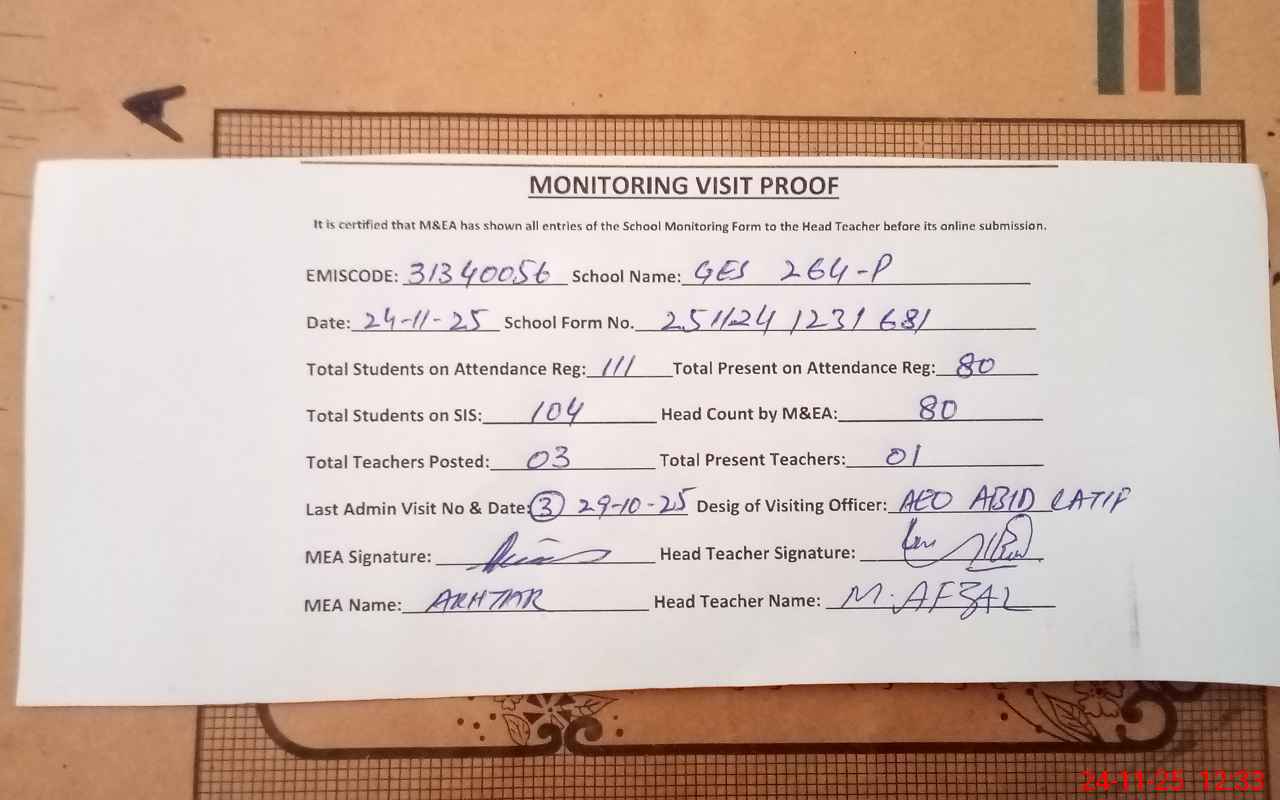 MONITORING VISIT PROOF
It is certified that M&EA has shown all entries of the School Monitoring Form to the Head Teacher before its online submission.
EMISCODE: 31340056 School Name: GES 264-P
Date: 24-11-25 School Form No. 251124 1231 681
Total Students on Attendance Reg: 111 Total Present on Attendance Reg: 80
Total Students on SIS: 104 Head Count by M&EA: 80
Total Teachers Posted: 03 Total Present Teachers: 01
Last Admin Visit No & Date: 3 29-10-25 Desig of Visiting Officer: AEO ABID LATIF
MEA Signature: Head Teacher Signature:
MEA Name: AKHTAR Head Teacher Name: M. AFZAL
24-11-25 12:33